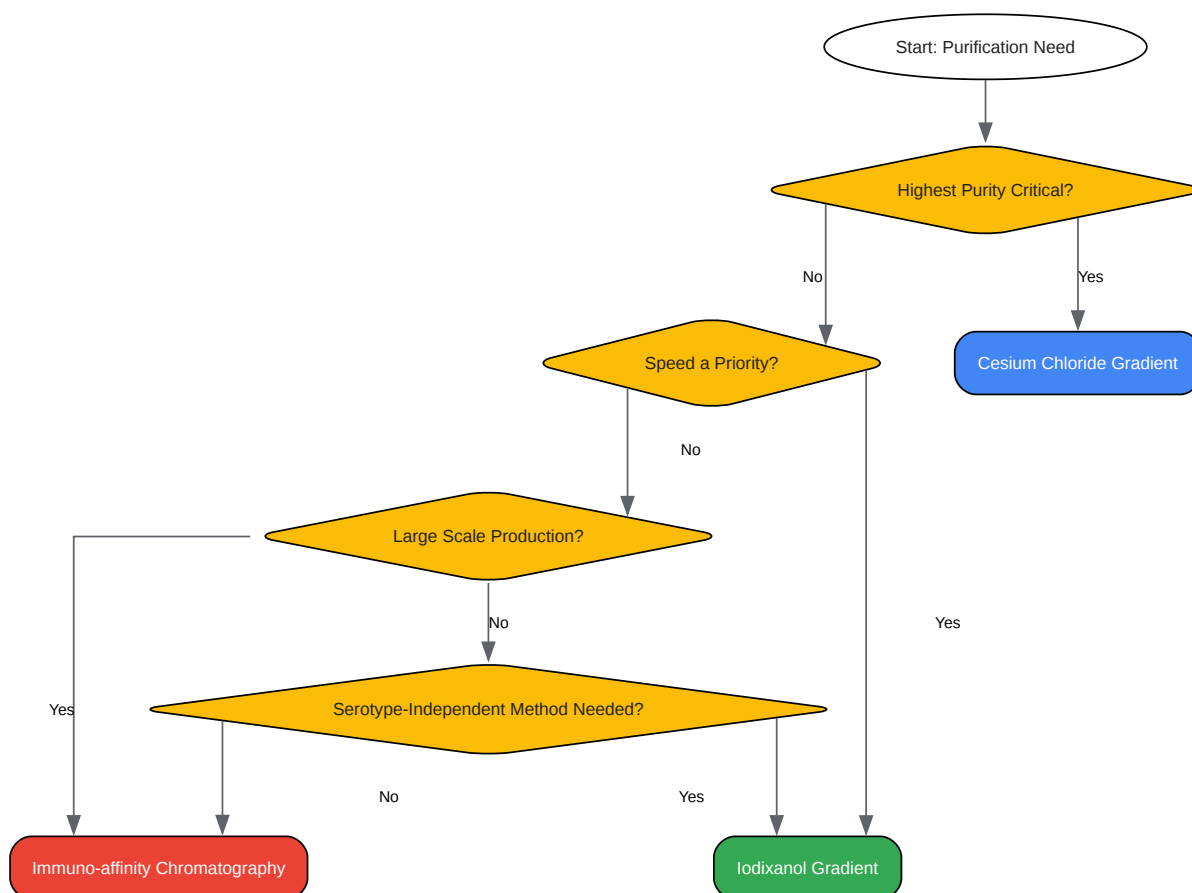 Start: Purification Need
Highest Purity Critical?
No
Yes
Speed a Priority?
Cesium Chloride Gradient
No
Large Scale Production?
No
Yes
Serotype-Independent Method Needed?
Yes
No
Yes
Immuno-affinity Chromatography
Iodixanol Gradient